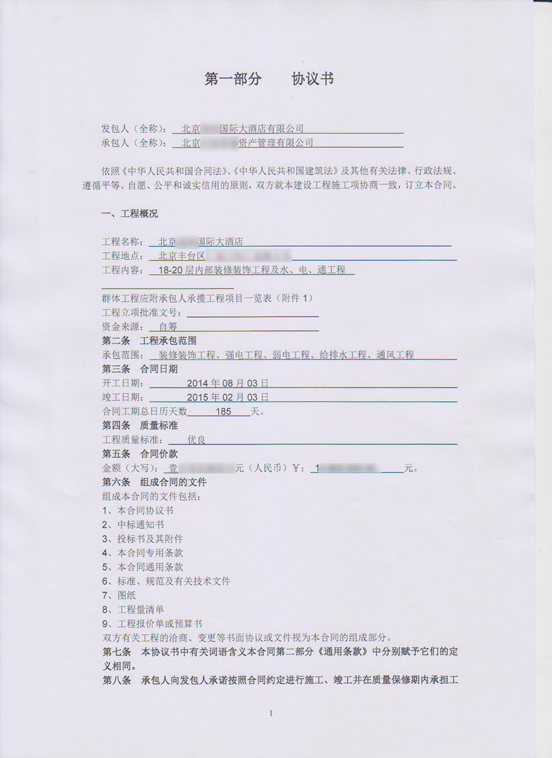 第一部分 协议书
发包人（全称）： 北京 国际大酒店有限公司
承包人（全称）： 北京 资产管理有限公司
依照《中华人民共和国合同法》、《中华人民共和国建筑法》及其他有关法律、行政法规、
遵循平等、自愿、公平和诚实信用的原则，双方就本建设工程施工项协商一致，订立本合同。
一、工程概况
工程名称： 北京 国际大酒店
工程地点： 北京丰台区
工程内容： 18-20 层内部装修装饰工程及水、电、通工程
群体工程应附承包人承揽工程项目一览表（附件 1）
工程立项批准文号：
资金来源： 自筹
第二条 工程承包范围
承包范围： 装修装饰工程、强电工程、弱电工程、给排水工程、通风工程
第三条 合同日期
开工日期： 2014 年 08 月 03 日
竣工日期： 2015 年 02 月 03 日
合同工期总日历天数 185 天。
第四条 质量标准
工程质量标准： 优良
第五条 合同价款
金额（大写）： 壹 元（人民币）￥： 1 元。
第六条 组成合同的文件
组成本合同的文件包括：
1、本合同协议书
2、中标通知书
3、投标书及其附件
4、本合同专用条款
5、本合同通用条款
6、标准、规范及有关技术文件
7、图纸
8、工程量清单
9、工程报价单或预算书
双方有关工程的洽商、变更等书面协议或文件视为本合同的组成部分。
第七条 本协议书中有关词语含义本合同第二部分《通用条款》中分别赋予它们的定
义相同。
第八条 承包人向发包人承诺按照合同约定进行施工、竣工并在质量保修期内承担工
1